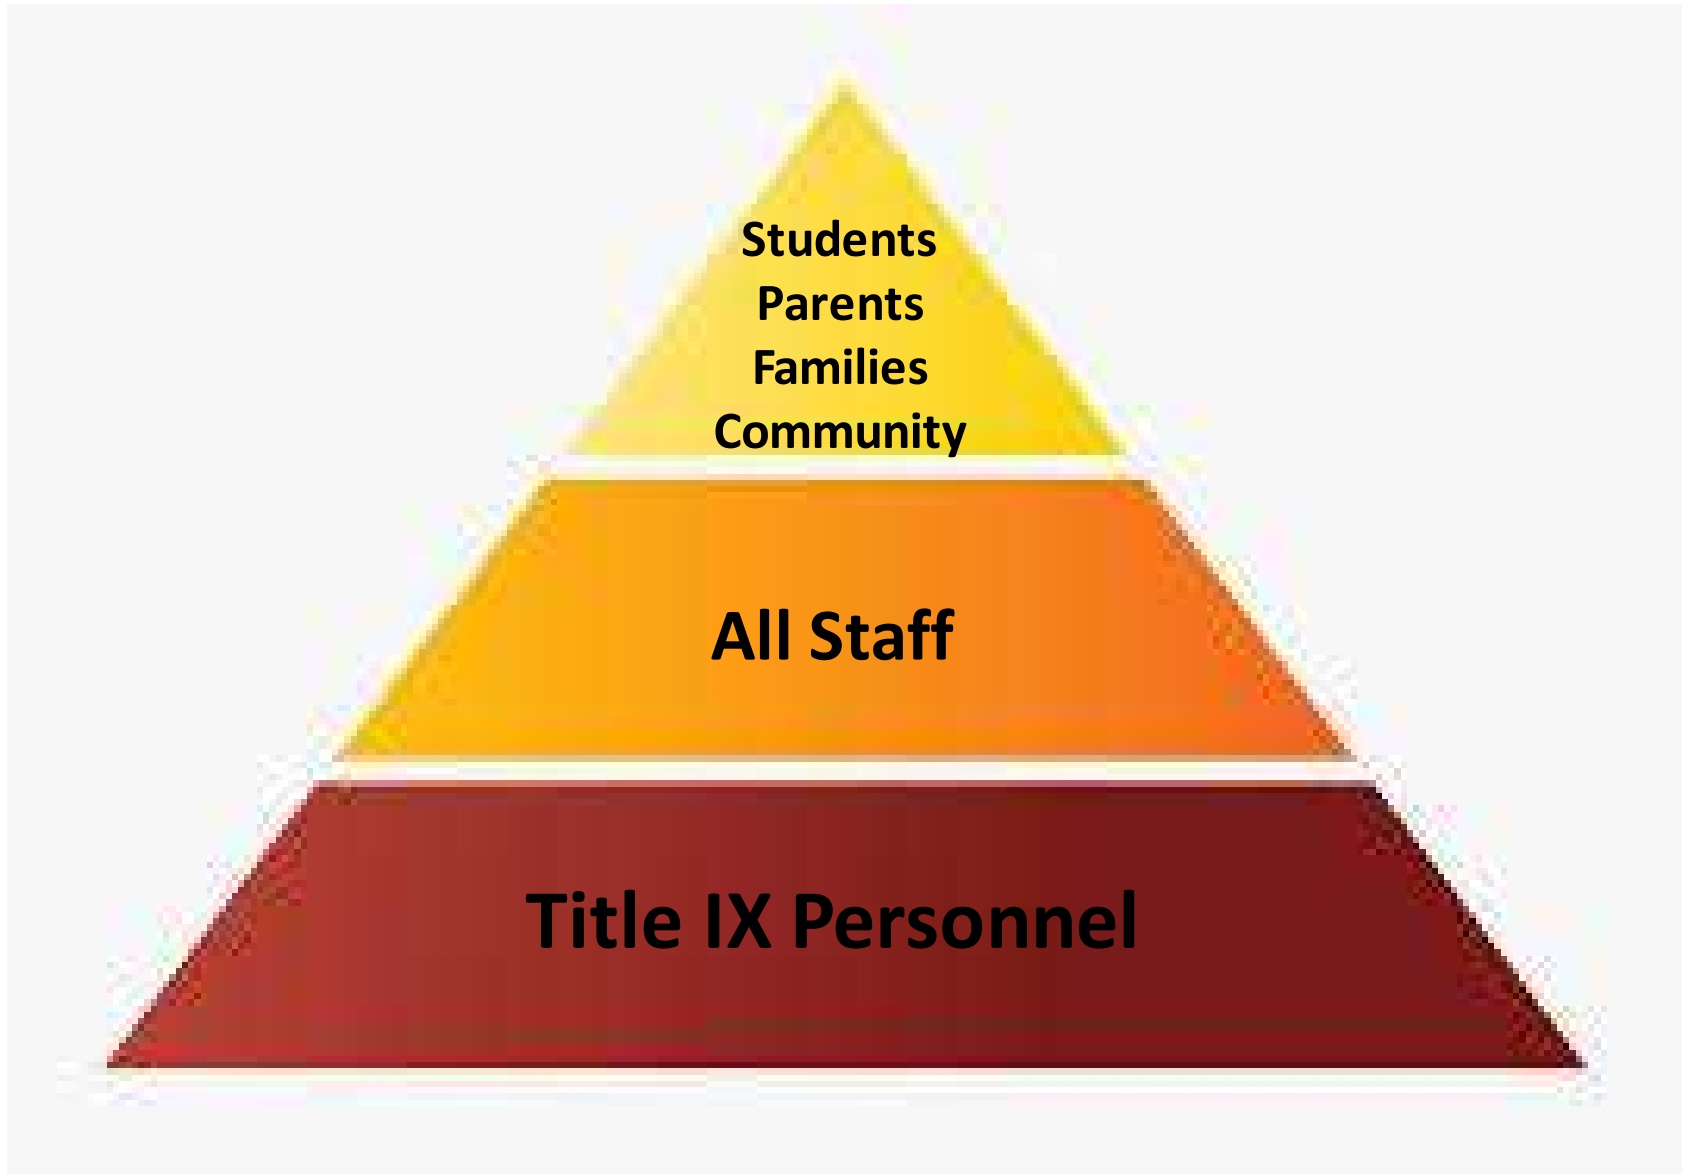 Students
Parents
Families
Community
All Staff
Title IX Personnel